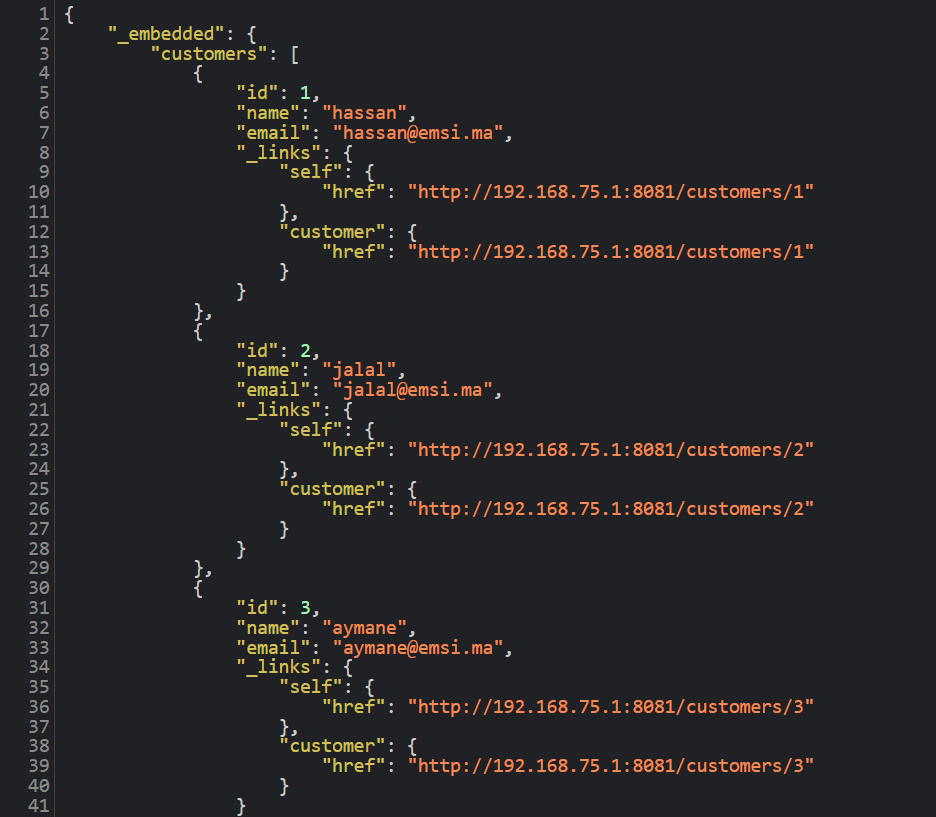 1 {
2     "_embedded": {
3         "customers": [
4             {
5                 "id": 1,
6                 "name": "hassan",
7                 "email": "hassan@emsi.ma",
8                 "_links": {
9                     "self": {
10                         "href": "http://192.168.75.1:8081/customers/1"
11                     },
12                     "customer": {
13                         "href": "http://192.168.75.1:8081/customers/1"
14                     }
15                 }
16             },
17             {
18                 "id": 2,
19                 "name": "jalal",
20                 "email": "jalal@emsi.ma",
21                 "_links": {
22                     "self": {
23                         "href": "http://192.168.75.1:8081/customers/2"
24                     },
25                     "customer": {
26                         "href": "http://192.168.75.1:8081/customers/2"
27                     }
28                 }
29             },
30             {
31                 "id": 3,
32                 "name": "aymane",
33                 "email": "aymane@emsi.ma",
34                 "_links": {
35                     "self": {
36                         "href": "http://192.168.75.1:8081/customers/3"
37                     },
38                     "customer": {
39                         "href": "http://192.168.75.1:8081/customers/3"
40                     }
41                 }